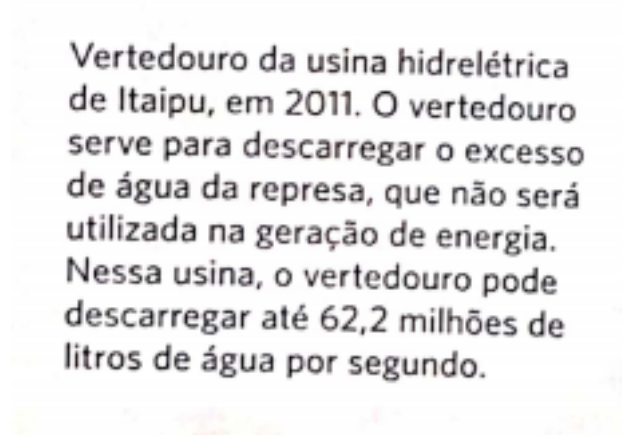 Vertedouro da usina hidrelétrica
de Itaipu, em 2011. O vertedouro
serve para descarregar o excesso
de água da represa, que não será
utilizada na geração de energia.
Nessa usina, o vertedouro pode
descarregar até 62,2 milhões de
litros de água por segundo.